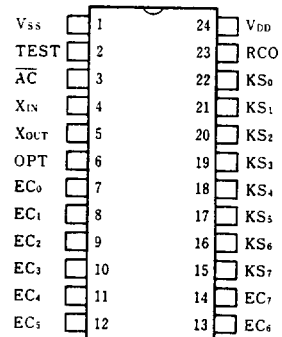 Vss 1 24 VDD
TEST 2 23 RCO
AC 3 22 KS0
XIN 4 21 KS1
XOUT 5 20 KS2
OPT 6 19 KS3
EC0 7 18 KS4
EC1 8 17 KS5
EC2 9 16 KS6
EC3 10 15 KS7
EC4 11 14 EC7
EC5 12 13 EC6